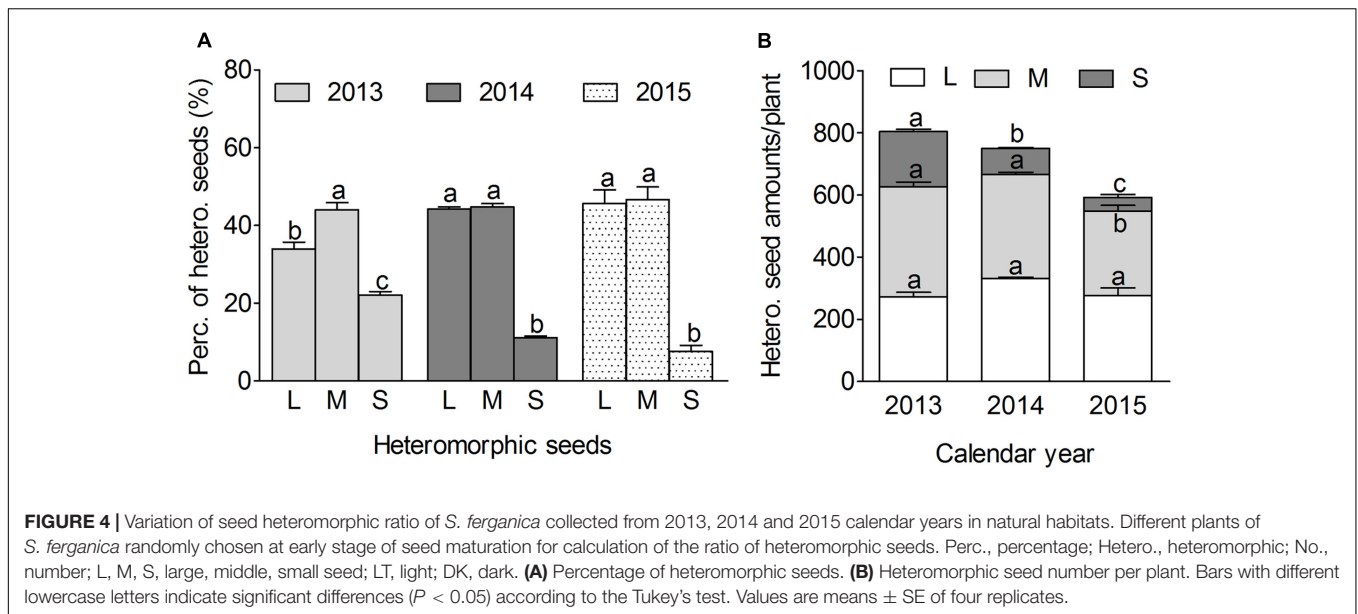 A
80
60
40
20
0
Perc. of hetero. seeds (%)
2013 2014 2015
b a c a a b a a b
L M S L M S L M S
Heteromorphic seeds
B
1000
800
600
400
200
0
Hetero. seed amounts/plant
L M S
a b c
a a b
a a a
2013 2014 2015
Calendar year
FIGURE 4 | Variation of seed heteromorphic ratio of S. ferganica collected from 2013, 2014 and 2015 calendar years in natural habitats. Different plants of
S. ferganica randomly chosen at early stage of seed maturation for calculation of the ratio of heteromorphic seeds. Perc., percentage; Hetero., heteromorphic; No.,
number; L, M, S, large, middle, small seed; LT, light; DK, dark. (A) Percentage of heteromorphic seeds. (B) Heteromorphic seed number per plant. Bars with different
lowercase letters indicate significant differences (P < 0.05) according to the Tukey's test. Values are means ± SE of four replicates.